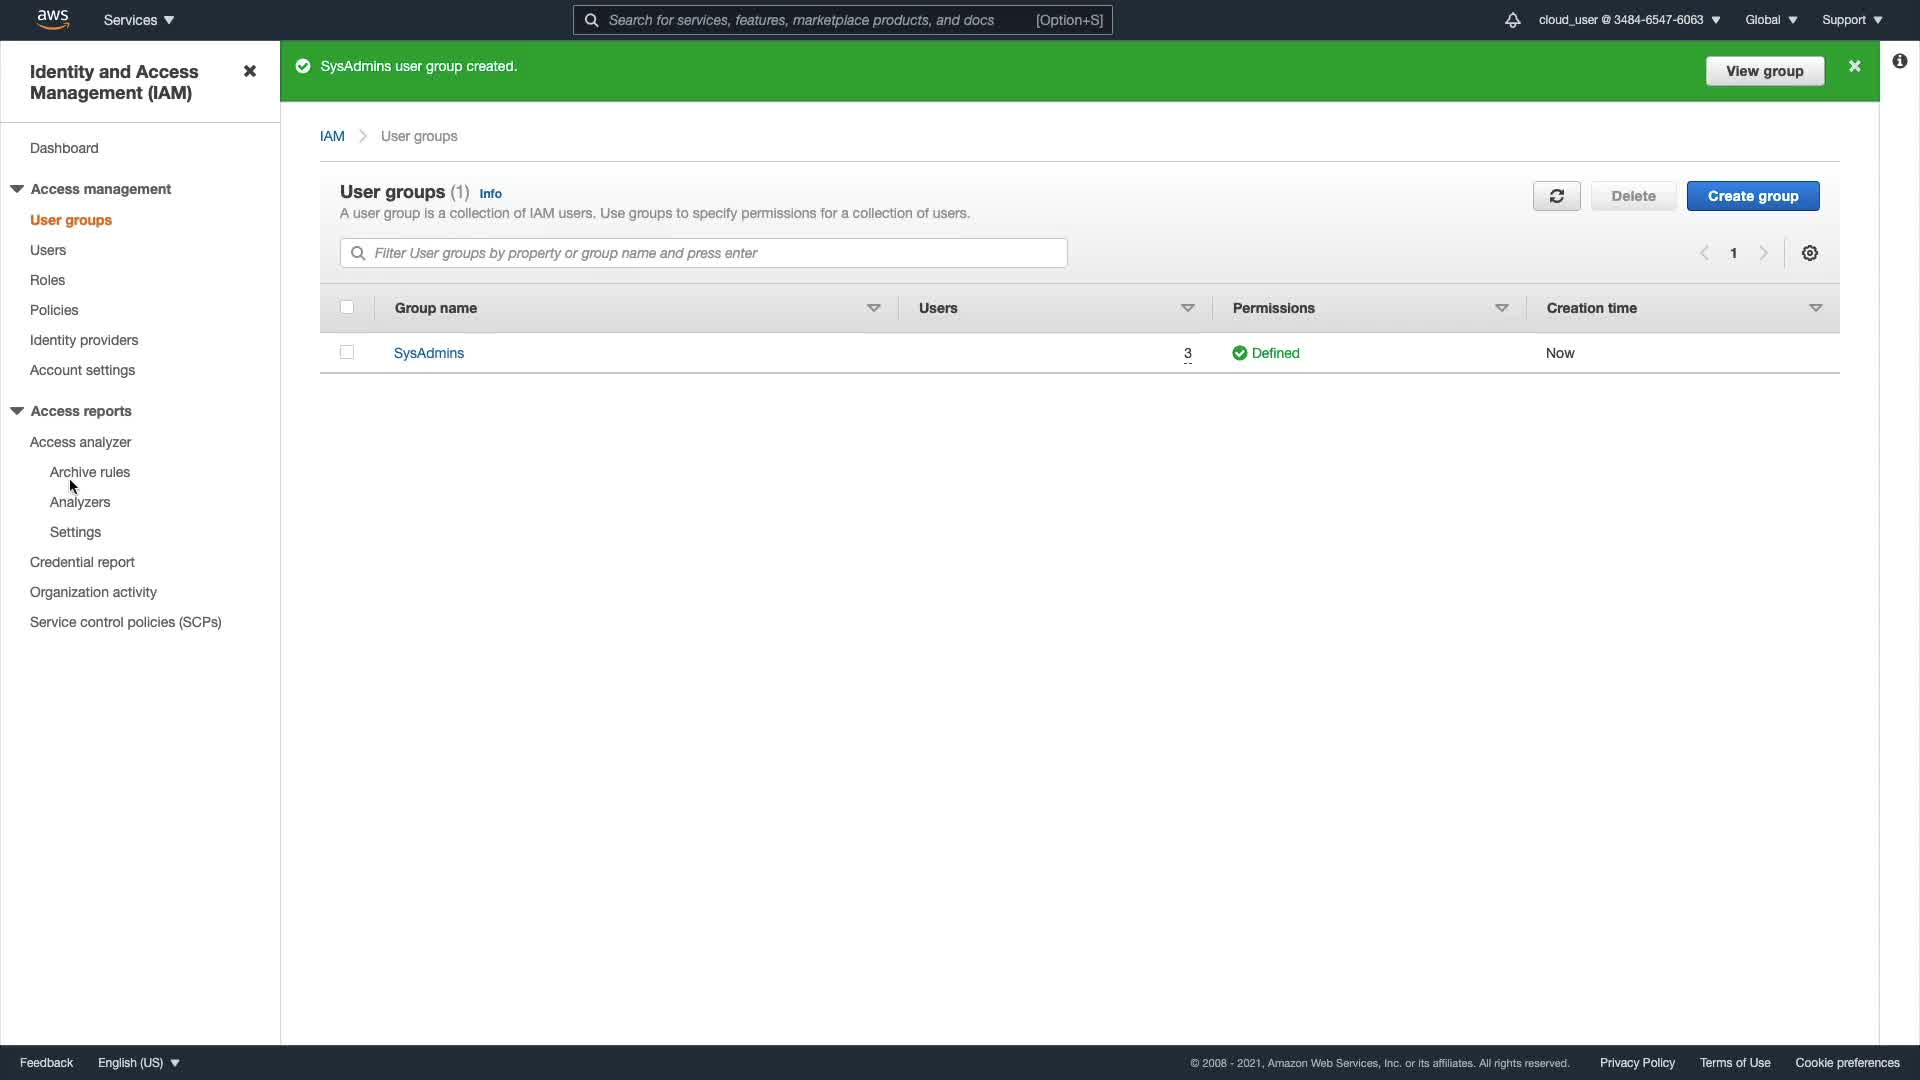 aws
Services
Search for services, features, marketplace products, and docs
[Option+S]
cloud_user @ 3484-6547-6063
Global
Support
Identity and Access
Management (IAM)
SysAdmins user group created.
View group
Dashboard
Access management
User groups
Users
Roles
Policies
Identity providers
Account settings
Access reports
Access analyzer
Archive rules
Analyzers
Settings
Credential report
Organization activity
Service control policies (SCPs)
IAM
User groups
User groups (1) Info
A user group is a collection of IAM users. Use groups to specify permissions for a collection of users.
Delete
Create group
Filter User groups by property or group name and press enter
1
Group name
Users
Permissions
Creation time
SysAdmins
3
Defined
Now
Feedback
English (US)
© 2008 - 2021, Amazon Web Services, Inc. or its affiliates. All rights reserved.
Privacy Policy
Terms of Use
Cookie preferences